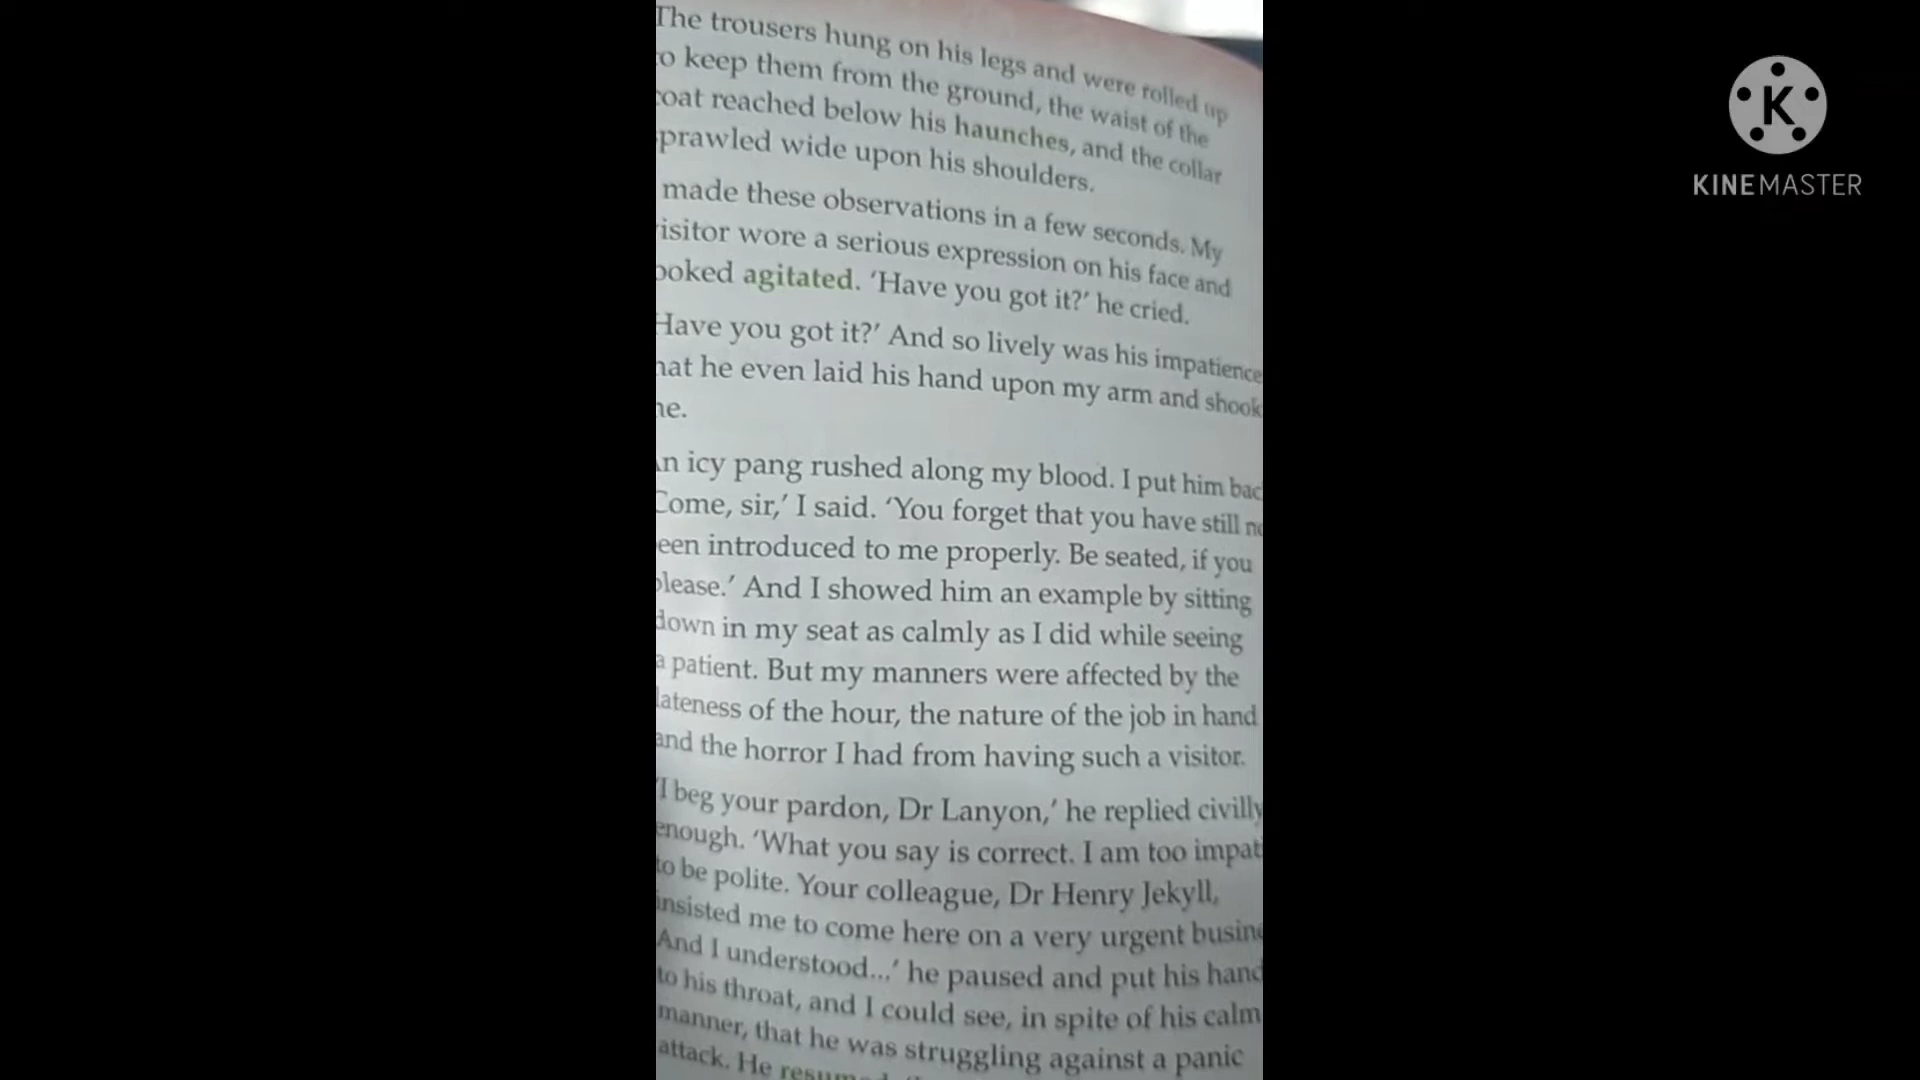 The trousers hung on his legs and were rolled up
o keep them from the ground, the waist of the
coat reached below his haunches, and the collar
prawled wide upon his shoulders.
made these observations in a few seconds. My
isitor wore a serious expression on his face and
ooked agitated. 'Have you got it?' he cried.
Have you got it?' And so lively was his impatience
hat he even laid his hand upon my arm and shook
me.
n icy pang rushed along my blood. I put him bac
Come, sir,' I said. 'You forget that you have still no
een introduced to me properly. Be seated, if you
please.' And I showed him an example by sitting
down in my seat as calmly as I did while seeing
a patient. But my manners were affected by the
lateness of the hour, the nature of the job in hand
and the horror I had from having such a visitor.
'I beg your pardon, Dr Lanyon,' he replied civilly
enough. 'What you say is correct. I am too impat
to be polite. Your colleague, Dr Henry Jekyll,
insisted me to come here on a very urgent busine
And I understood...' he paused and put his hand
to his throat, and I could see, in spite of his calm
manner, that he was struggling against a panic
attack. He resumed
K
KINEMASTER